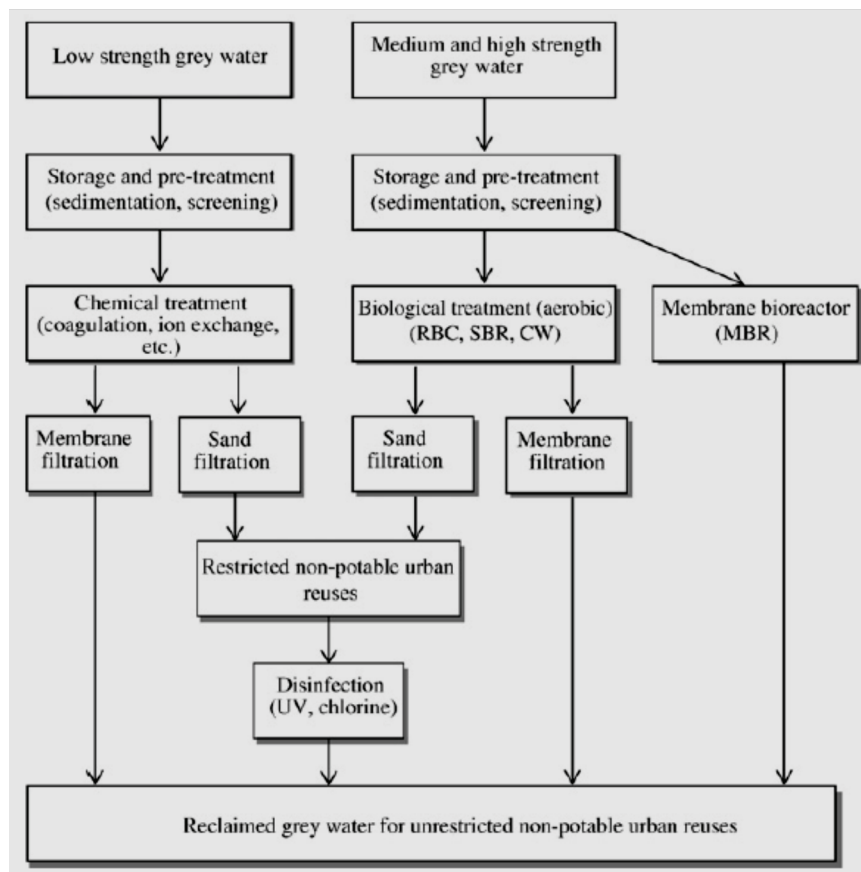 Low strength grey water
Medium and high strength
grey water
Storage and pre-treatment
(sedimentation, screening)
Storage and pre-treatment
(sedimentation, screening)
Chemical treatment
(coagulation, ion exchange,
etc.)
Biological treatment (aerobic)
(RBC, SBR, CW)
Membrane bioreactor
(MBR)
Membrane
filtration
Sand
filtration
Sand
filtration
Membrane
filtration
Restricted non-potable urban
reuses
Disinfection
(UV, chlorine)
Reclaimed grey water for unrestricted non-potable urban reuses